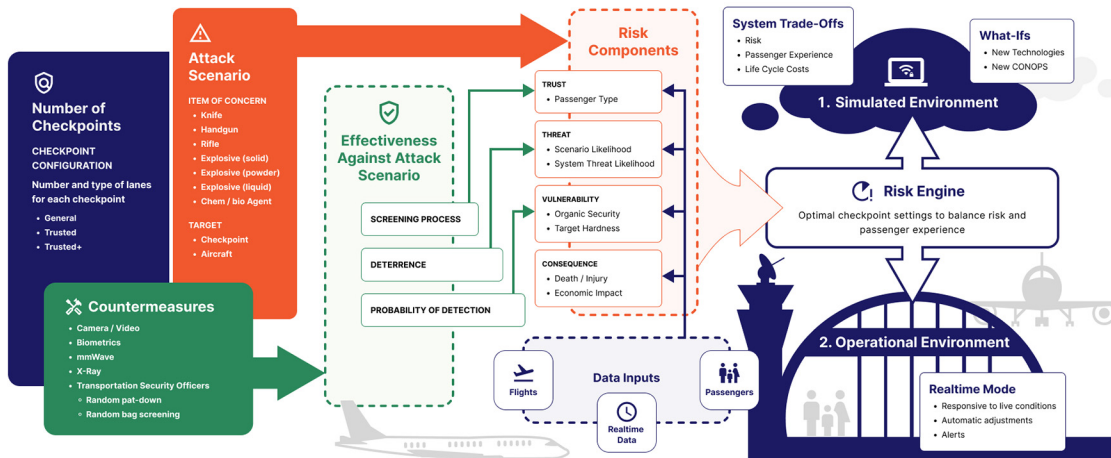 Number of
Checkpoints
CHECKPOINT
CONFIGURATION
Number and type of lanes
for each checkpoint
• General
• Trusted
• Trusted+
Attack
Scenario
ITEM OF CONCERN
• Knife
• Handgun
• Rifle
• Explosive (solid)
• Explosive (powder)
• Explosive (liquid)
• Chem / bio Agent
TARGET
• Checkpoint
• Aircraft
Countermeasures
• Camera / Video
• Biometrics
• mmWave
• X-Ray
• Transportation Security Officers
Random pat-down
Random bag screening
Effectiveness
Against Attack
Scenario
SCREENING PROCESS
DETERRENCE
PROBABILITY OF DETECTION
Risk
Components
TRUST
• Passenger Type
THREAT
• Scenario Likelihood
• System Threat Likelihood
VULNERABILITY
• Organic Security
• Target Hardness
CONSEQUENCE
• Death / Injury
• Economic Impact
Data Inputs
Flights
Realtime
Data
Passengers
System Trade-Offs
• Risk
• Passenger Experience
• Life Cycle Costs
What-Ifs
• New Technologies
• New CONOPS
1. Simulated Environment
Risk Engine
Optimal checkpoint settings to balance risk and
passenger experience
2. Operational Environment
Realtime Mode
• Responsive to live conditions
• Automatic adjustments
• Alerts